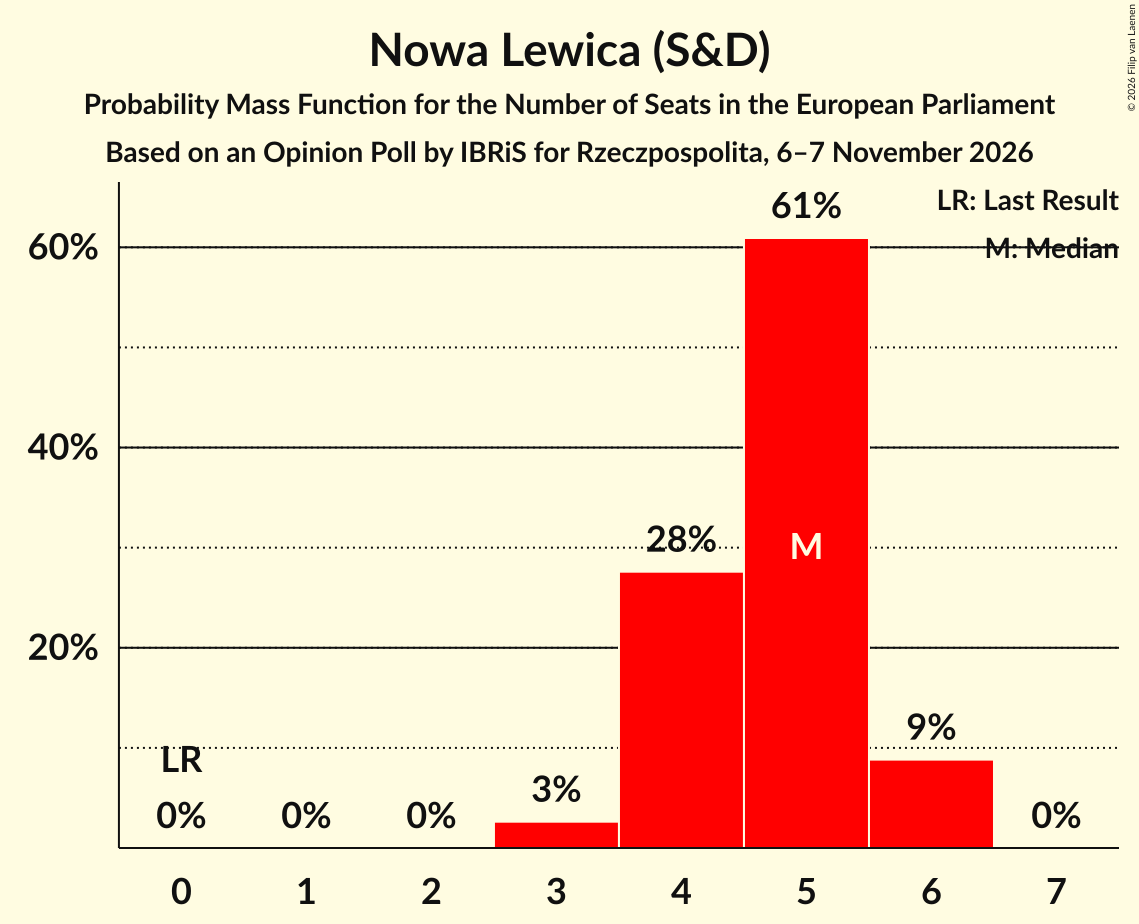 Nowa Lewica (S&D)
Probability Mass Function for the Number of Seats in the European Parliament
Based on an Opinion Poll by IBRiS for Rzeczpospolita, 6–7 November 2026
© 2026 Filip van Laenen
LR: Last Result
M: Median
61%
60%
40%
28%
M
20%
9%
LR
3%
0%
0%
0%
0%
0
1
2
3
4
5
6
7